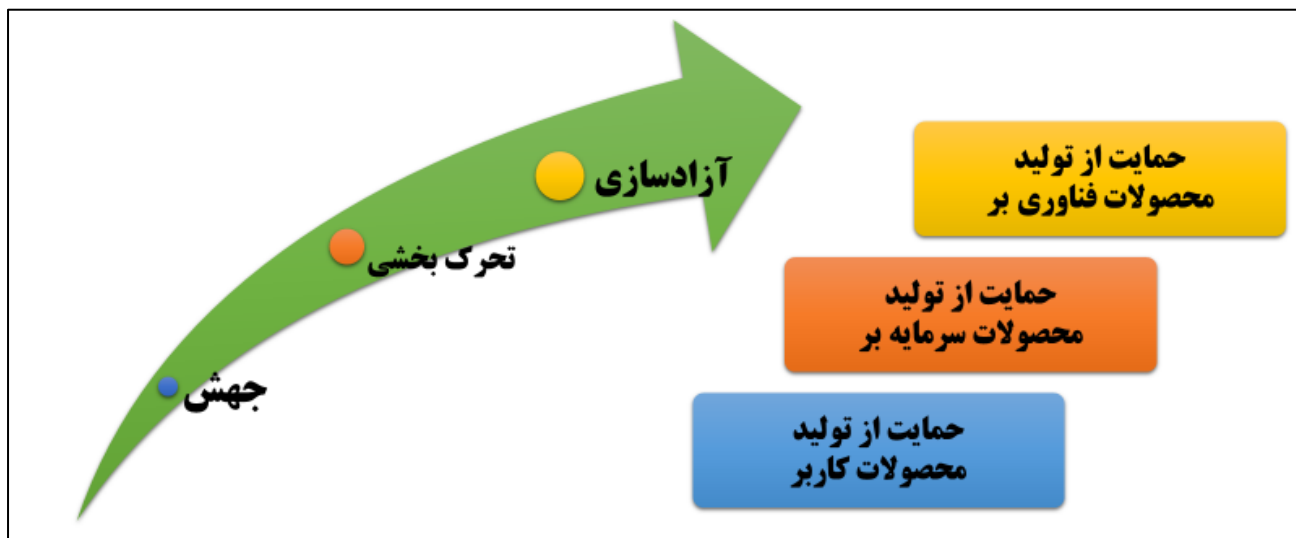 آزادسازی
تحرک بخشی
جهش
حمایت از تولید
محصولات فناوری بر
حمایت از تولید
محصولات سرمایه بر
حمایت از تولید
محصولات کاربر